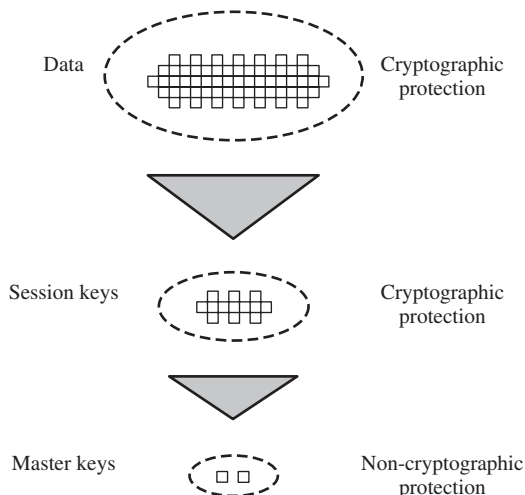 Data
Cryptographic
protection
Session keys
Cryptographic
protection
Master keys
Non-cryptographic
protection